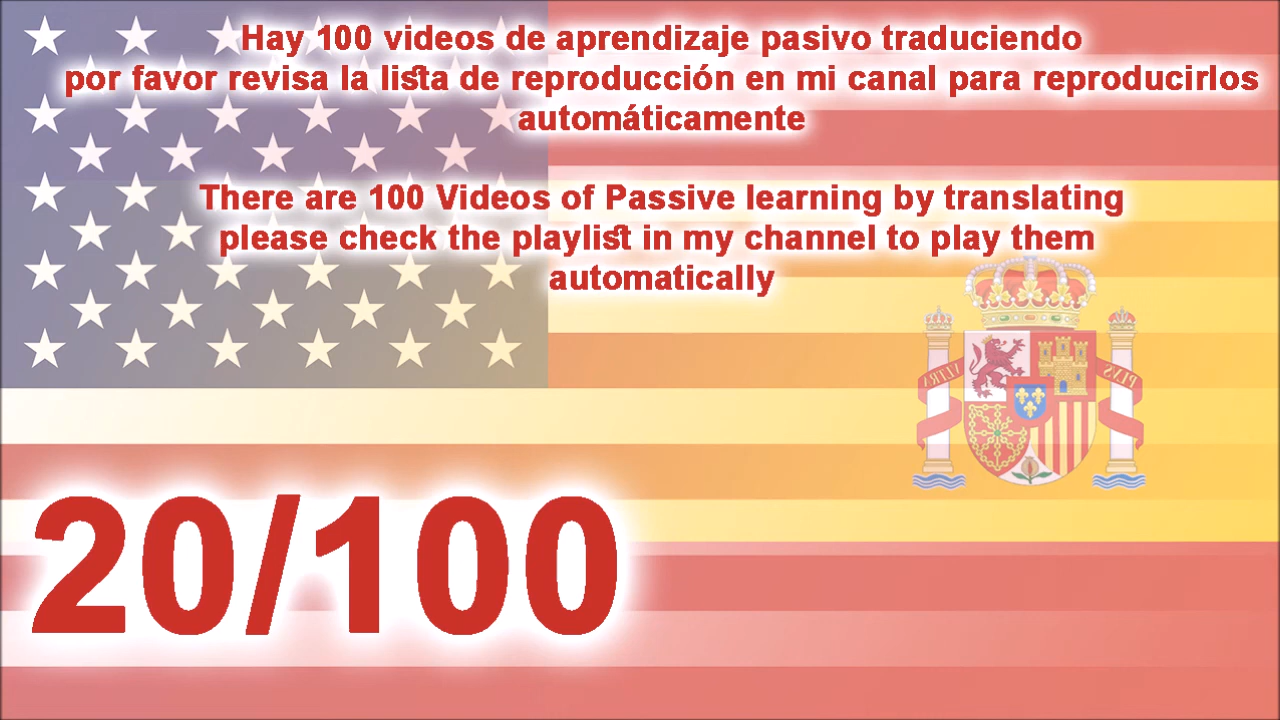 Hay 100 videos de aprendizaje pasivo traduciendo
por favor revisa la lista de reproducción en mi canal para reproducirlos
automáticamente
There are 100 Videos of Passive learning by translating
please check the playlist in my channel to play them
automatically
PLVS
VLTRA
20/100